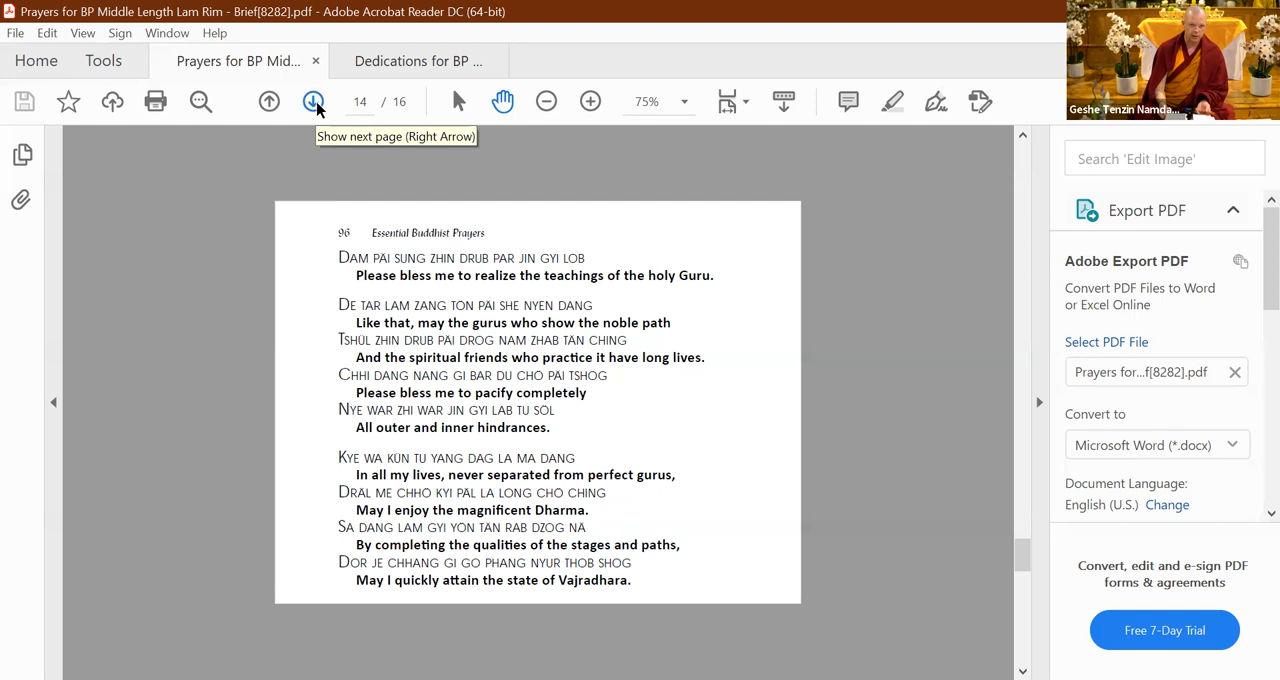 Prayers for BP Middle Length Lam Rim - Brief[8282].pdf - Adobe Acrobat Reader DC (64-bit)
File Edit View Sign Window Help
Home Tools Prayers for BP Mid... × Dedications for BP ...
14 / 16 75%
Show next page (Right Arrow)
Geshe Tenzin Namda...
96 Essential Buddhist Prayers
DAM PÄI SUNG ZHIN DRUB PAR JIN GYI LOB
Please bless me to realize the teachings of the holy Guru.
DE TAR LAM ZANG TÖN PÄI SHE NYEN DANG
Like that, may the gurus who show the noble path
TSHÜL ZHIN DRUB PÄI DROG NAM ZHAB TÄN CHING
And the spiritual friends who practice it have long lives.
CHHI DANG NANG GI BAR DU CHÖ PÄI TSHOG
Please bless me to pacify completely
NYE WAR ZHI WAR JIN GYI LAB TU SÖL
All outer and inner hindrances.
KYE WA KÜN TU YANG DAG LA MA DANG
In all my lives, never separated from perfect gurus,
DRÄL ME CHHÖ KYI PÄL LA LONG CHÖ CHING
May I enjoy the magnificent Dharma.
SA DANG LAM GYI YÖN TÄN RAB DZOG NÄ
By completing the qualities of the stages and paths,
DOR JE CHHANG GI GO PHANG NYUR THOB SHOG
May I quickly attain the state of Vajradhara.
Search 'Edit Image'
Export PDF
Adobe Export PDF
Convert PDF Files to Word
or Excel Online
Select PDF File
Prayers for...f[8282].pdf
Convert to
Microsoft Word (*.docx)
Document Language:
English (U.S.) Change
Convert, edit and e-sign PDF
forms & agreements
Free 7-Day Trial